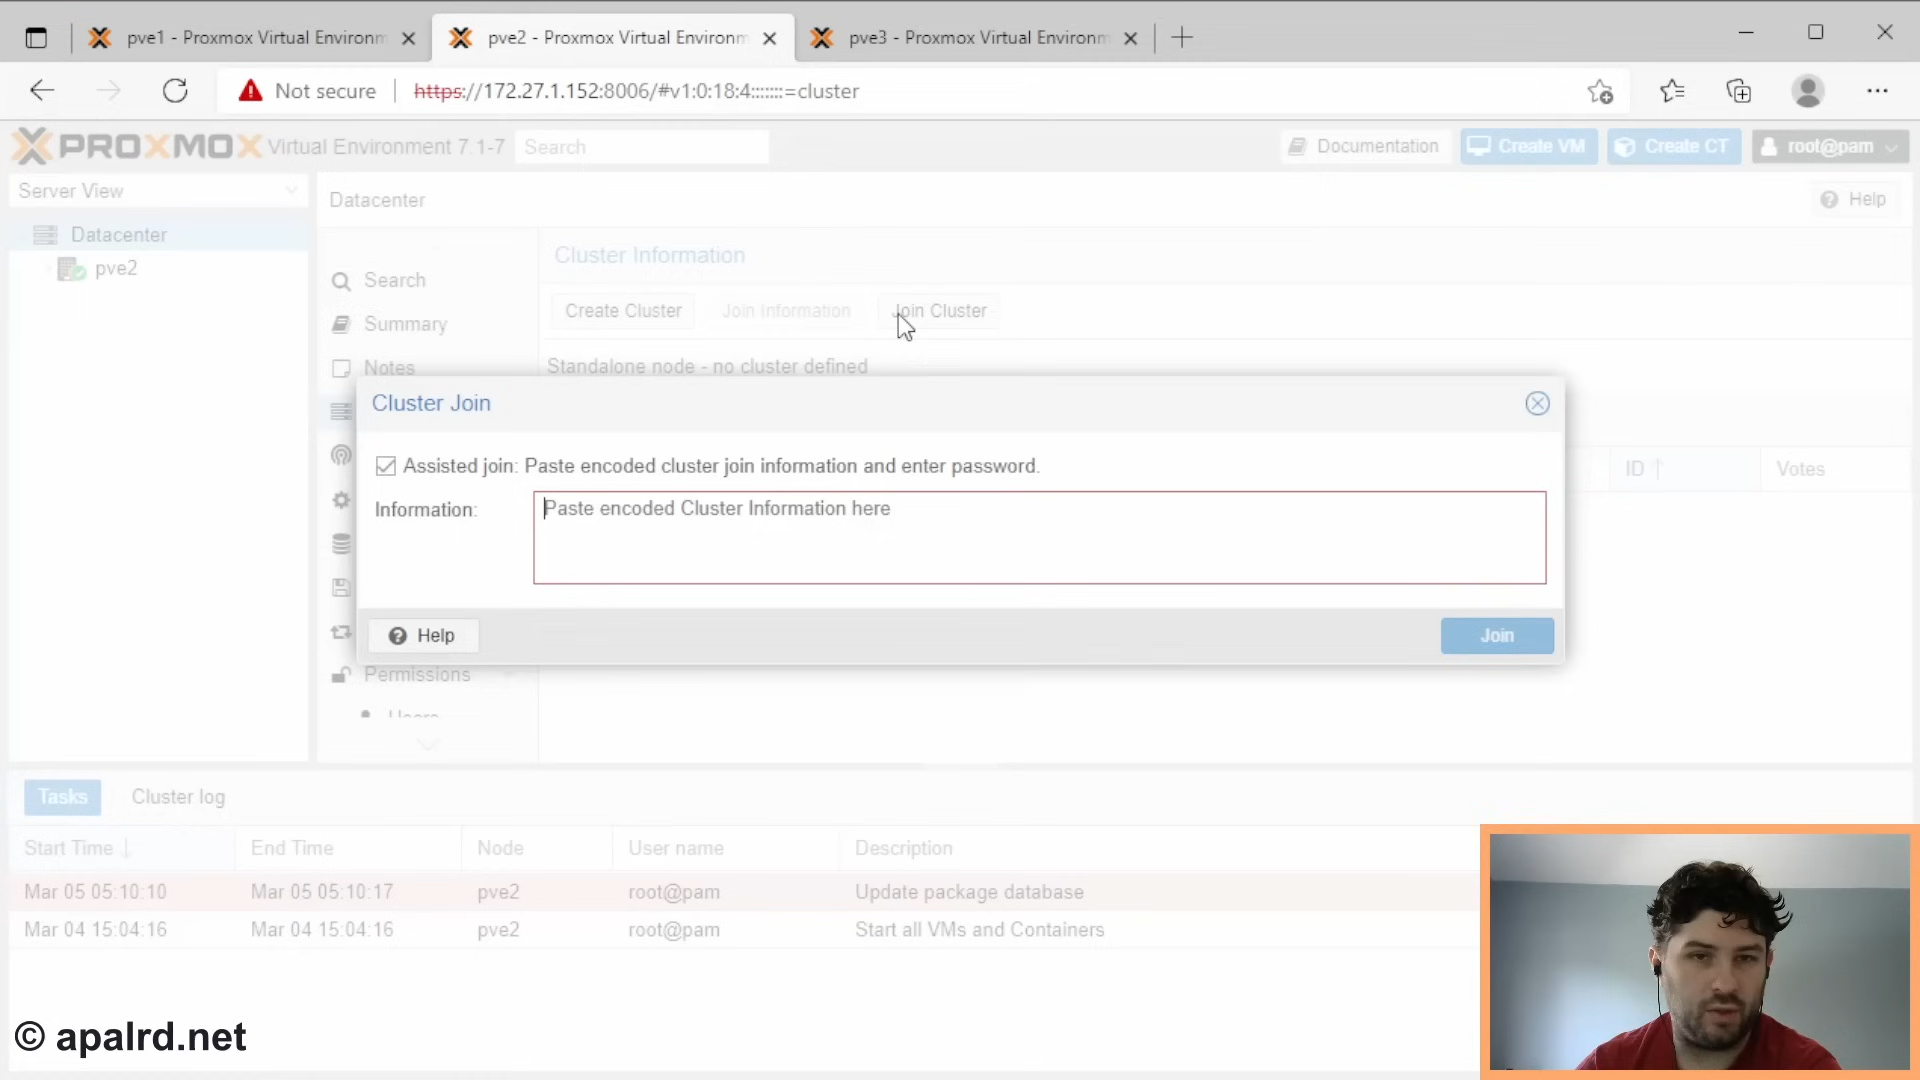 pve1 - Proxmox Virtual Environm
pve2 - Proxmox Virtual Environm
pve3 - Proxmox Virtual Environm
Not secure
https://172.27.1.152:8006/#v1:0:18:4:::::::=cluster
PROXMOX Virtual Environment 7.1-7
Search
Documentation
Create VM
Create CT
root@pam
Server View
Datacenter
pve2
Datacenter
Help
Search
Summary
Notes
Permissions
Users
Cluster Information
Create Cluster
Join Information
Join Cluster
Standalone node - no cluster defined
ID
Votes
Cluster Join
Assisted join: Paste encoded cluster join information and enter password.
Information:
Paste encoded Cluster Information here
Help
Join
Tasks
Cluster log
Start Time End Time Node User name Description
Mar 05 05:10:10 Mar 05 05:10:17 pve2 root@pam Update package database
Mar 04 15:04:16 Mar 04 15:04:16 pve2 root@pam Start all VMs and Containers
© apalrd.net